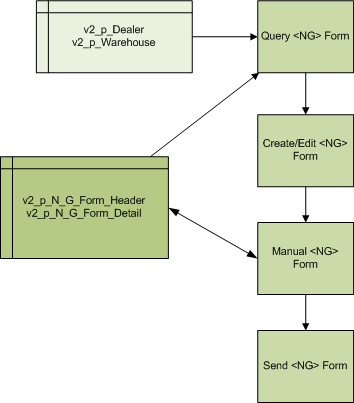 v2_p_Dealer
v2_p_Warehouse
Query <NG> Form
Create/Edit <NG>
Form
v2_p_N_G_Form_Header
v2_p_N_G_Form_Detail
Manual <NG>
Form
Send <NG> Form